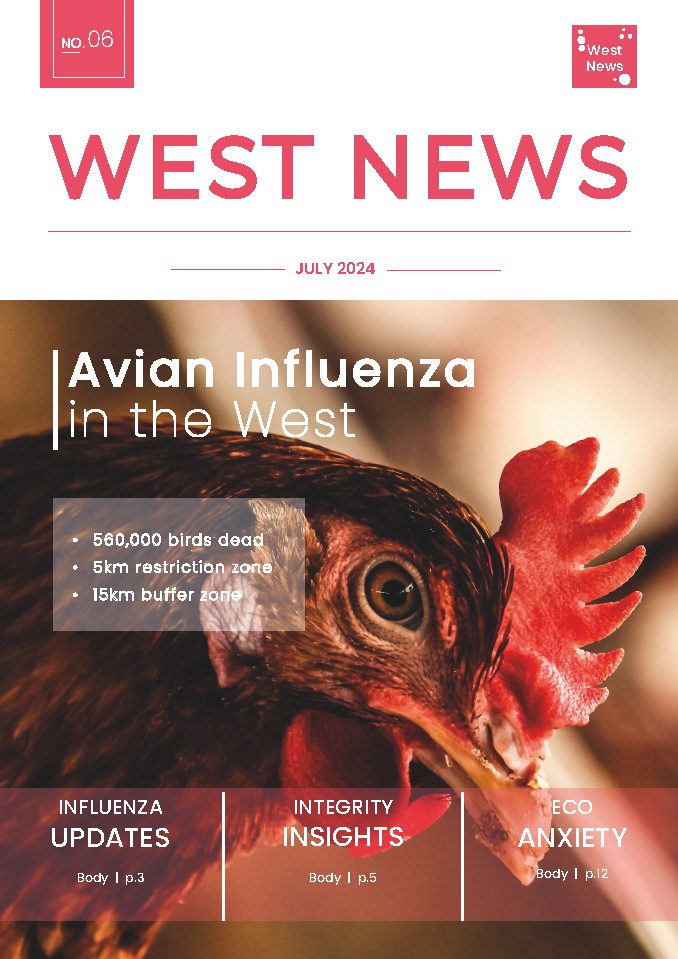 NO. 06
West
News
WEST NEWS
JULY 2024
Avian Influenza
in the West
• 560,000 birds dead
• 5km restriction zone
• 15km buffer zone
INFLUENZA
UPDATES
Body | p.3
INTEGRITY
INSIGHTS
Body | p.5
ECO
ANXIETY
Body | p.12